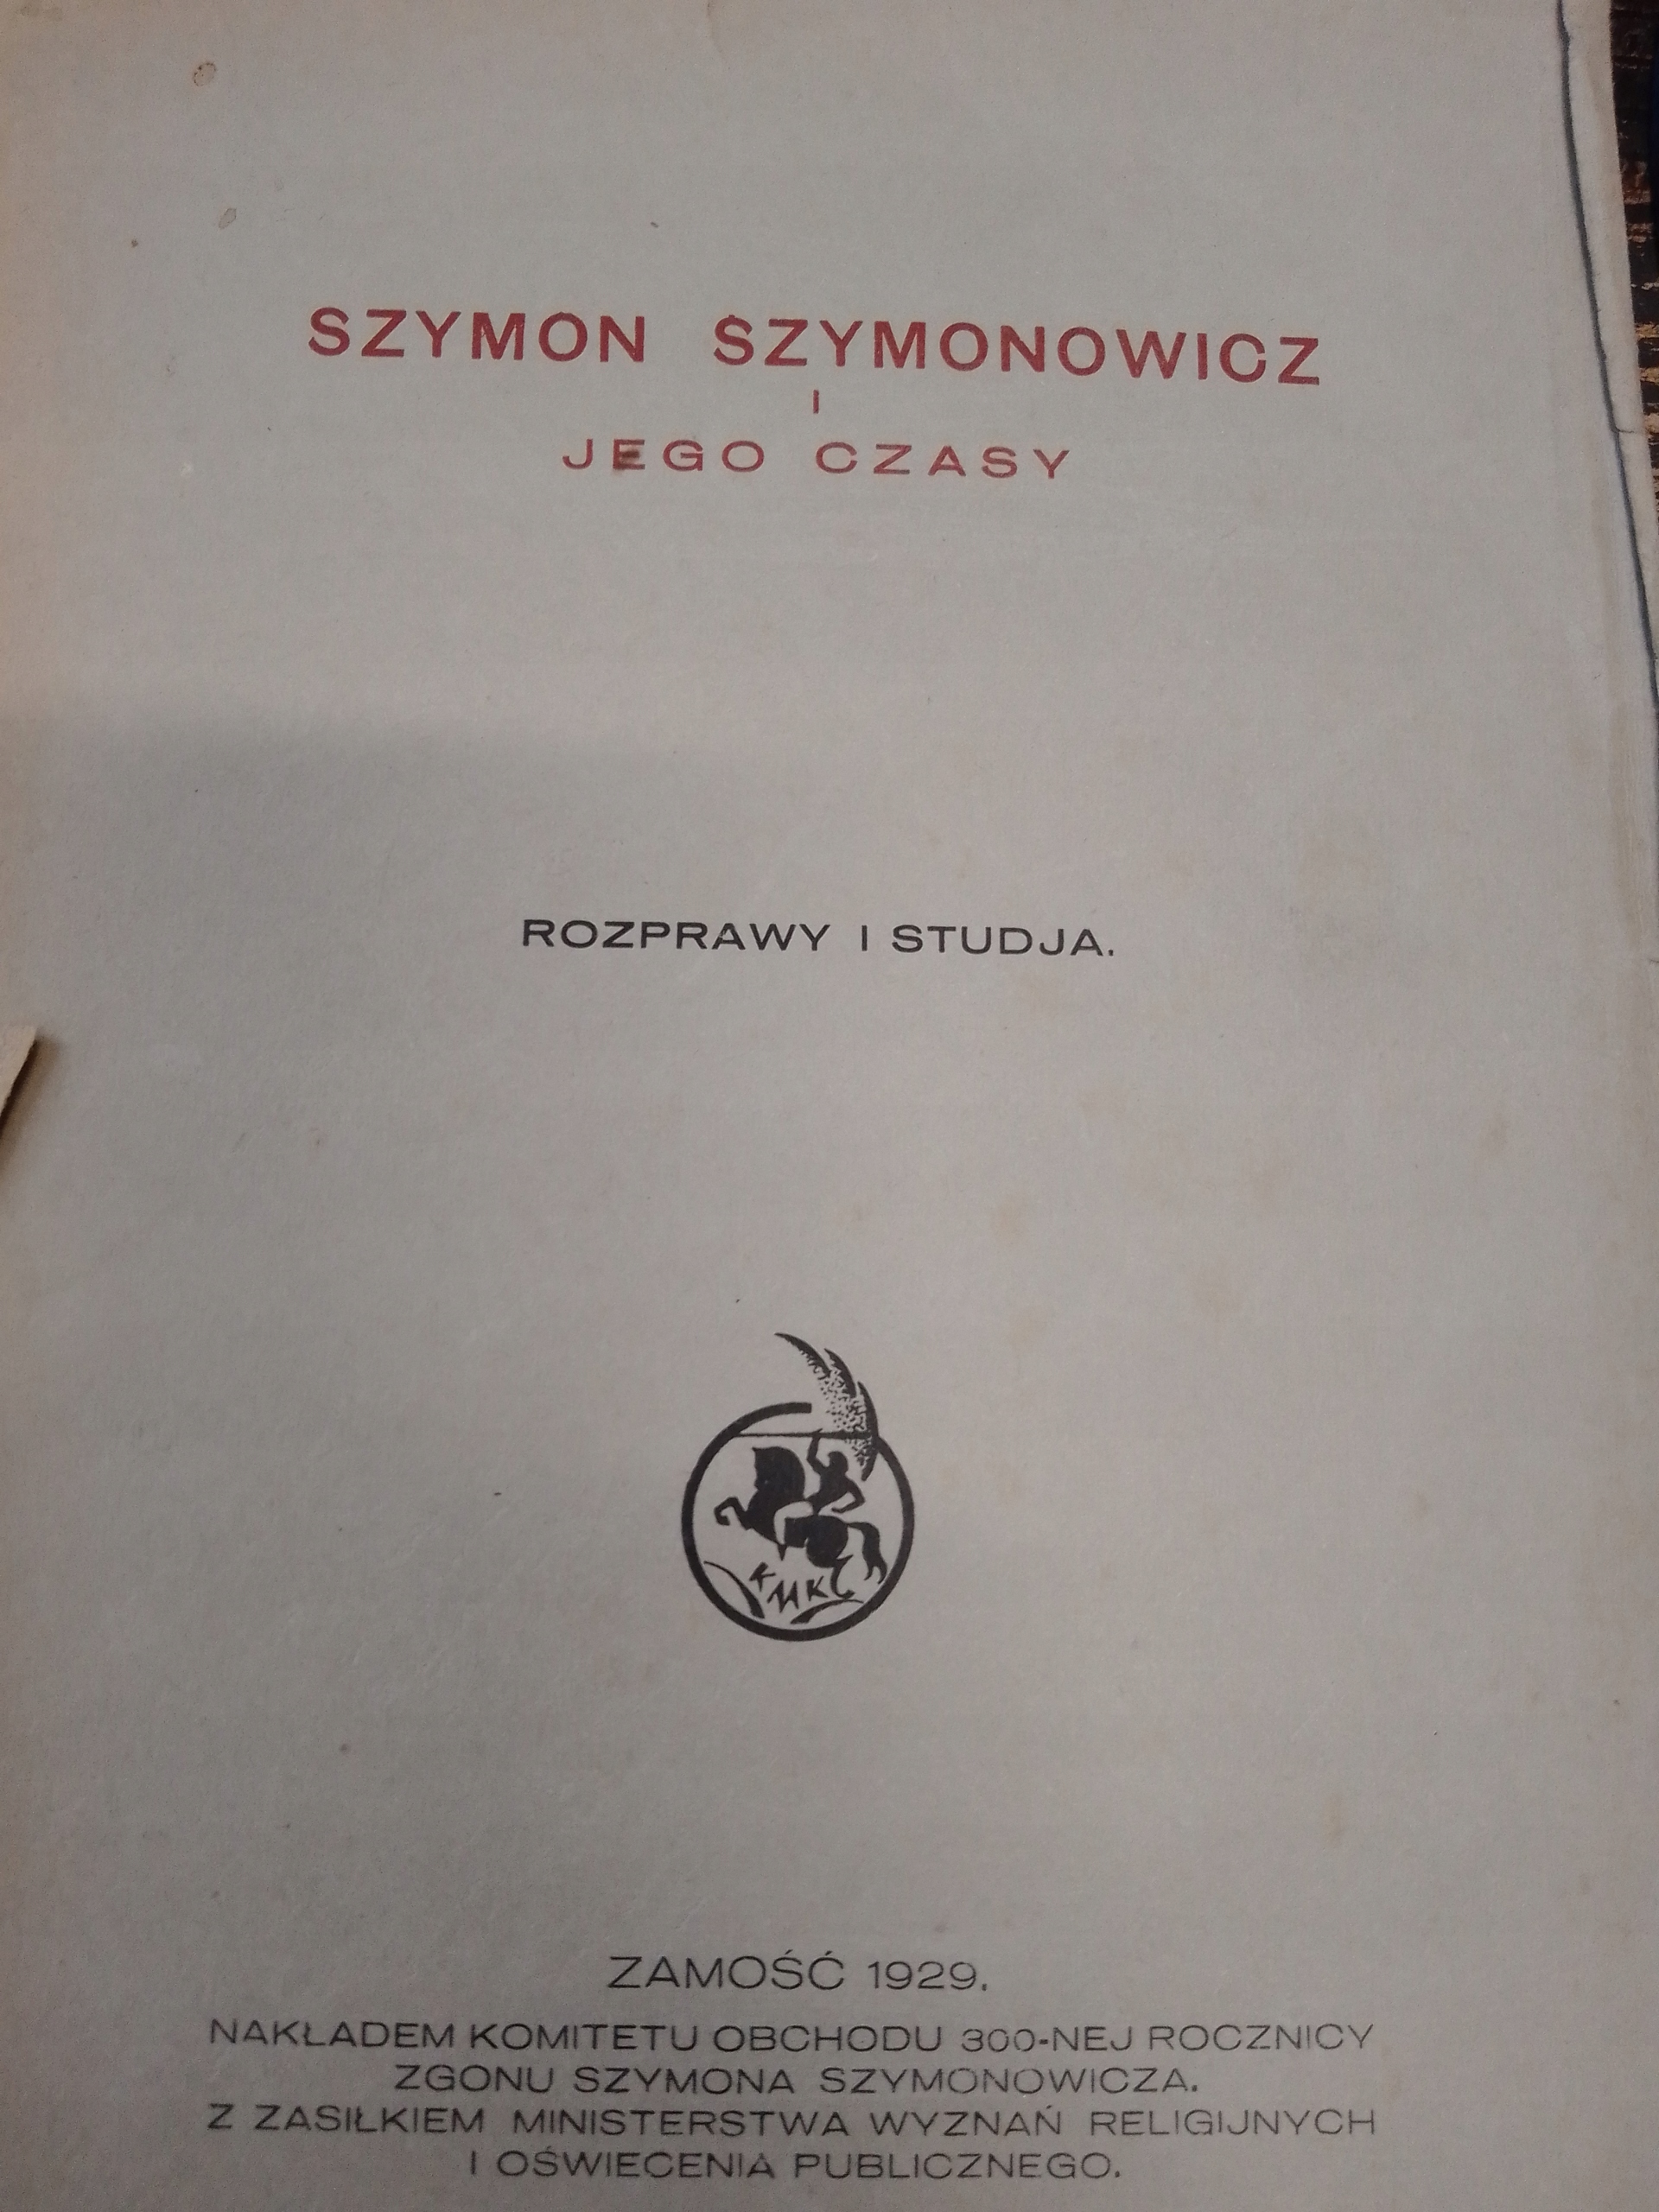 SZYMON SZYMONOWICZ
I
JEGO CZASY
ROZPRAWY I STUDJA.
KMKC
ZAMOŚĆ 1929.
NAKŁADEM KOMITETU OBCHODU 300-NEJ ROCZNICY
ZGONU SZYMONA SZYMONOWICZA.
Z ZASIŁKIEM MINISTERSTWA WYZNAŃ RELIGIJNYCH
I OŚWIECENIA PUBLICZNEGO.